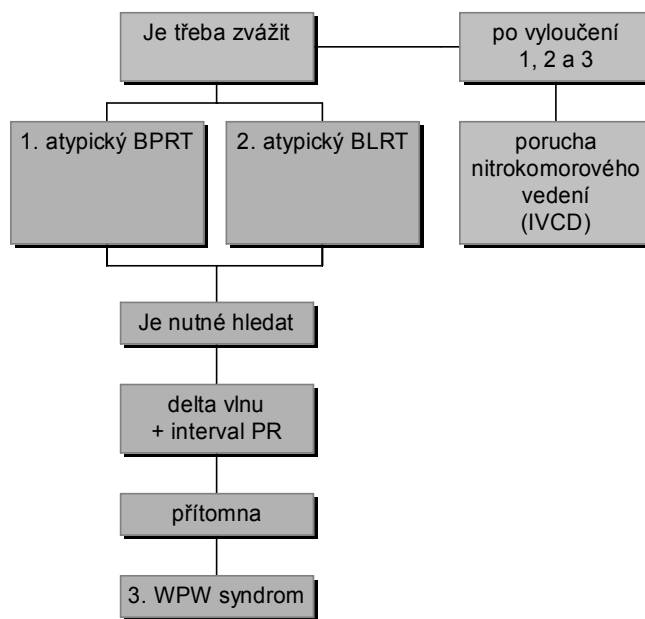 Je třeba zvážit
po vyloučení
1, 2 a 3
1. atypický BPRT
2. atypický BLRT
porucha
nitrokomorového
vedení
(IVCD)
Je nutné hledat
delta vlnu
+ interval PR
přítomna
3. WPW syndrom